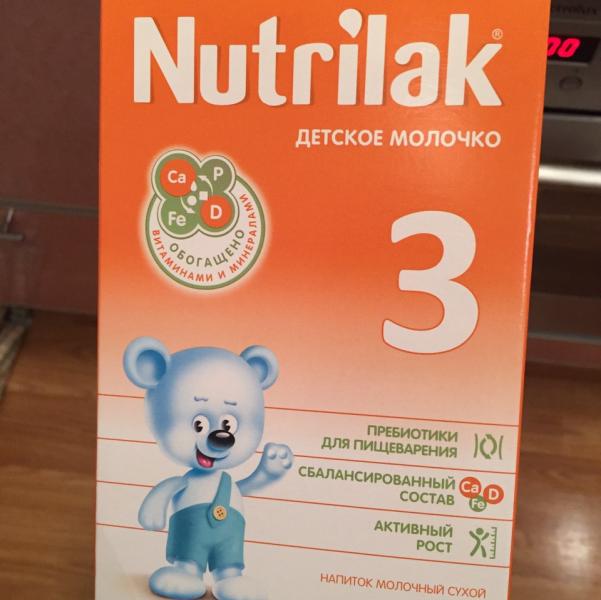 Nutrilak®
ДЕТСКОЕ МОЛОЧКО
Ca P
Fe D
ОБОГАЩЕНО
ВИТАМИНАМИ И МИНЕРАЛАМИ
3
ПРЕБИОТИКИ
ДЛЯ ПИЩЕВАРЕНИЯ
СБАЛАНСИРОВАННЫЙ
СОСТАВ
Ca D
Fe
АКТИВНЫЙ
РОСТ
НАПИТОК МОЛОЧНЫЙ СУХОЙ